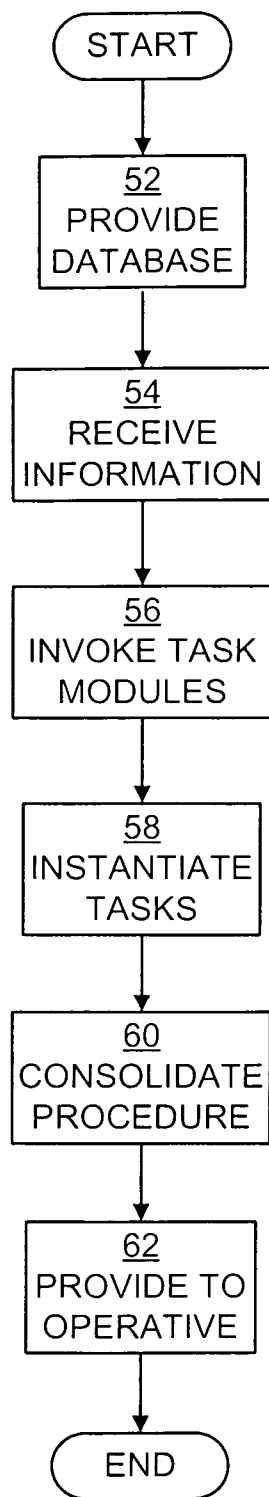 START
52
PROVIDE
DATABASE
54
RECEIVE
INFORMATION
56
INVOKE TASK
MODULES
58
INSTANTIATE
TASKS
60
CONSOLIDATE
PROCEDURE
62
PROVIDE TO
OPERATIVE
END